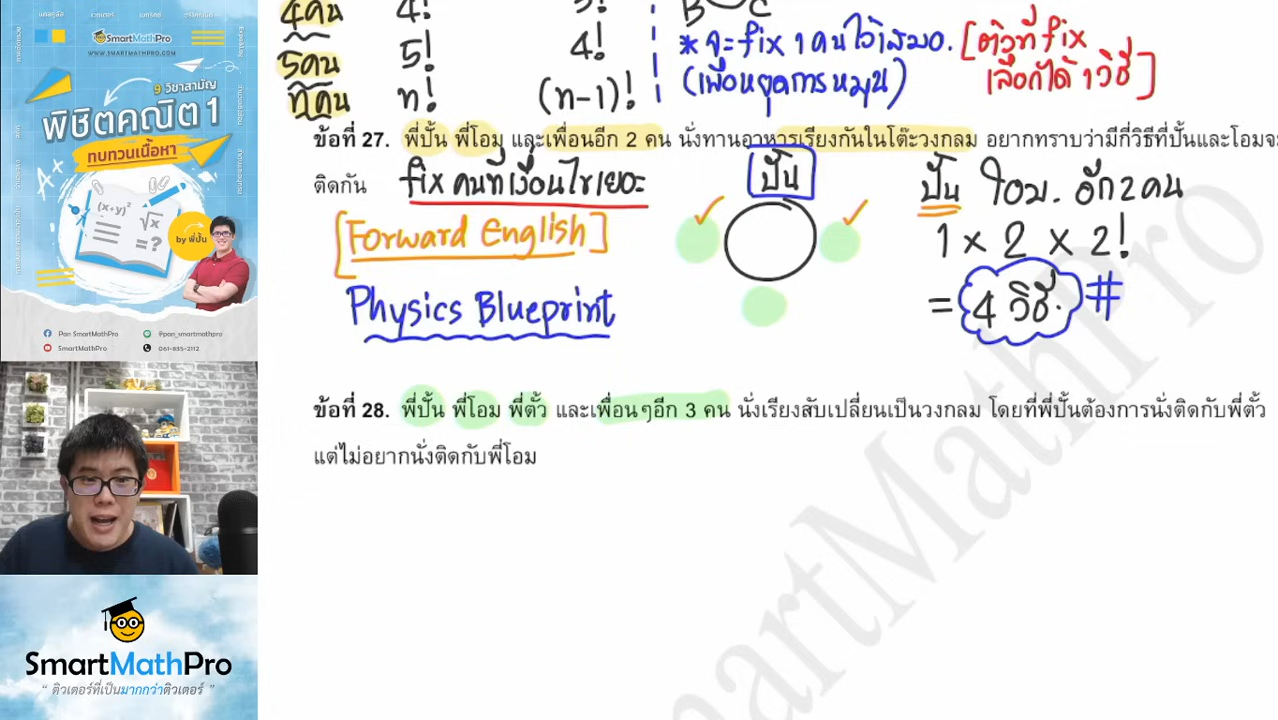 4คน 4! 3! B C
5คน 5! 4! * จะ fix 1 คนไว้เสมอ. [ตัวที่ fix
nคน n! (n-1)! (เพื่อหยุดการหมุน) เลือกได้ 1 วิธี]
ข้อที่ 27. พี่ปั้น พี่โอม และเพื่อนอีก 2 คน นั่งทานอาหารเรียงกันในโต๊ะวงกลม อยากทราบว่ามีกี่วิธีที่ปั้นและโอมจะ
ติดกัน fix คนที่เงื่อนไขเยอะ ปั้น ปั้น โอม. อีก 2 คน
[Forward English] 1 x 2 x 2!
Physics Blueprint = 4 วิธี. #
ข้อที่ 28. พี่ปั้น พี่โอม พี่ตั้ว และเพื่อนๆอีก 3 คน นั่งเรียงสับเปลี่ยนเป็นวงกลม โดยที่พี่ปั้นต้องการนั่งติดกับพี่ตั้ว
แต่ไม่อยากนั่งติดกับพี่โอม
SmartMathPro
WWW.SMARTMATHPRO.COM
9 วิชาสามัญ
พิชิตคณิต 1
ทบทวนเนื้อหา
A+
(x+y)²
√x
=?
by พี่ปั้น
Pan SmartMathPro @pan_smartmathpro
SmartMathPro 061-835-2112
SmartMathPro
“ ติวเตอร์ที่เป็นมากกว่าติวเตอร์ ”
artMathPro